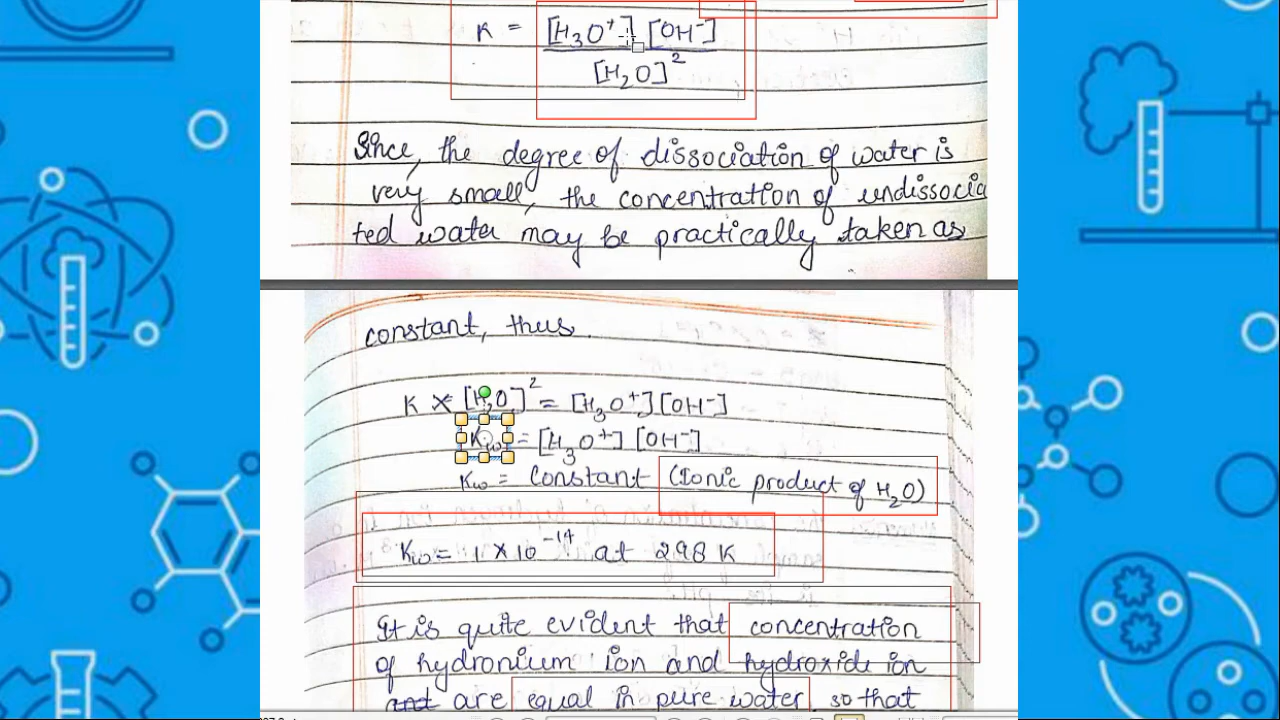 K = [H₃O⁺] [OH⁻]
[H₂O]²
Since, the degree of dissociation of water is
very small, the concentration of undissocia
ted water may be practically taken as
constant, thus
K × [H₂O]² = [H₃O⁺][OH⁻]
Kw = [H₃O⁺] [OH⁻]
Kw = Constant (Ionic product of H₂O)
Kw = 1 × 10⁻¹⁴ at 298 K
It is quite evident that concentration
of hydronium ion and hydroxide ion
are equal in pure water, so that